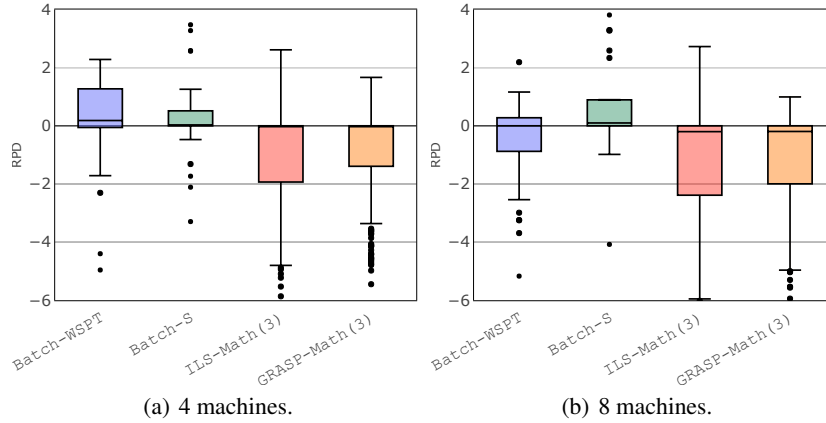 4
2
0
−2
−4
−6
RPD
Batch-WSPT
Batch-S
ILS-Math(3)
GRASP-Math(3)
(a) 4 machines.
4
2
0
−2
−4
−6
RPD
Batch-WSPT
Batch-S
ILS-Math(3)
GRASP-Math(3)
(b) 8 machines.